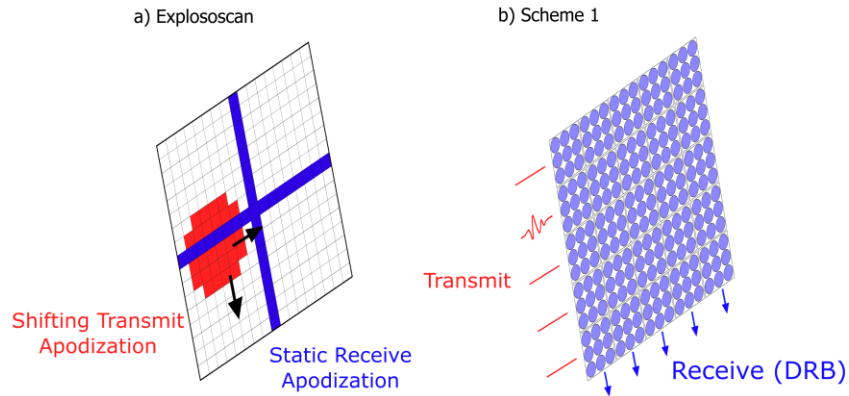 a) Explososcan
b) Scheme 1
Shifting Transmit
Apodization
Static Receive
Apodization
Transmit
Receive (DRB)